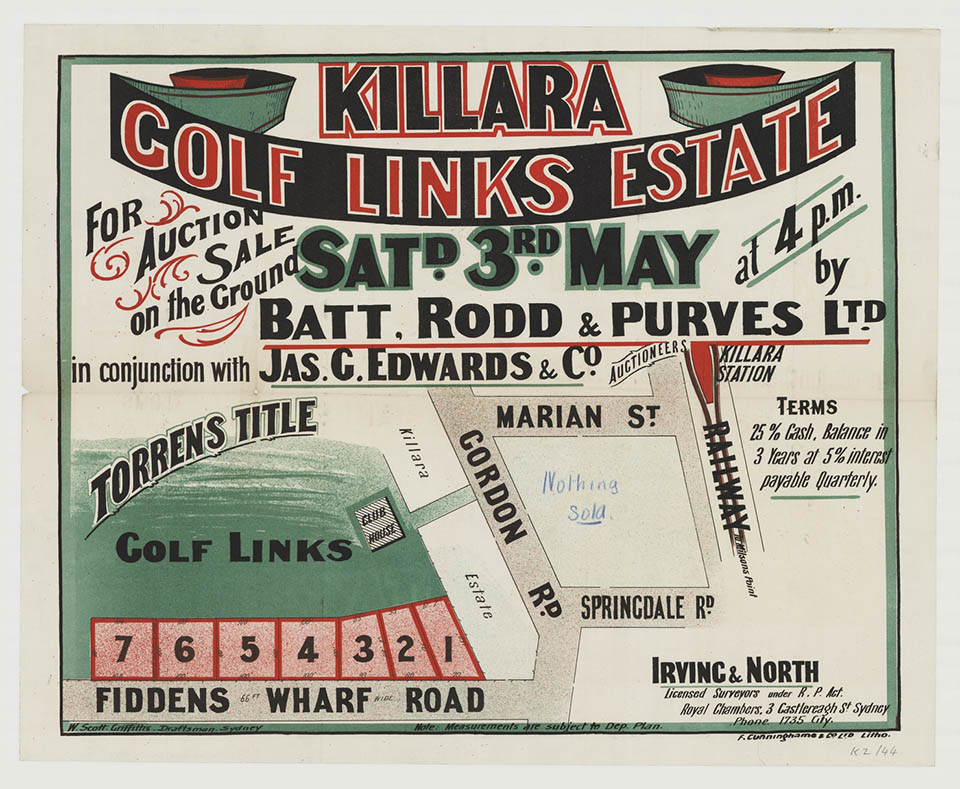 KILLARA
GOLF LINKS ESTATE
FOR
AUCTION
SALE
on the Ground
SATD. 3RD. MAY
at 4 p.m.
by
BATT, RODD & PURVES LTD
in conjunction with JAS. G. EDWARDS & CO.
AUCTIONEERS
KILLARA
STATION
TERMS
25% Cash, Balance in
3 Years at 5% interest
payable Quarterly.
TORRENS TITLE
MARIAN ST.
Killara
GORDON RD
RAILWAY
to Milsons Point
Nothing
Sold.
CLUB
HOUSE
GOLF LINKS
Estate
SPRINGDALE RD
7 6 5 4 3 2 1
FIDDENS 66 FT WHARF WIDE ROAD
IRVING & NORTH
Licensed Surveyors under R. P. Act.
Royal Chambers, 3 Castlereagh St Sydney
Phone 1735 City.
W. Scott-Griffiths. Draftsman. Sydney
Note: Measurements are subject to Dep. Plan.
F. Cunninghame & Co Ltd Litho.
K2/44